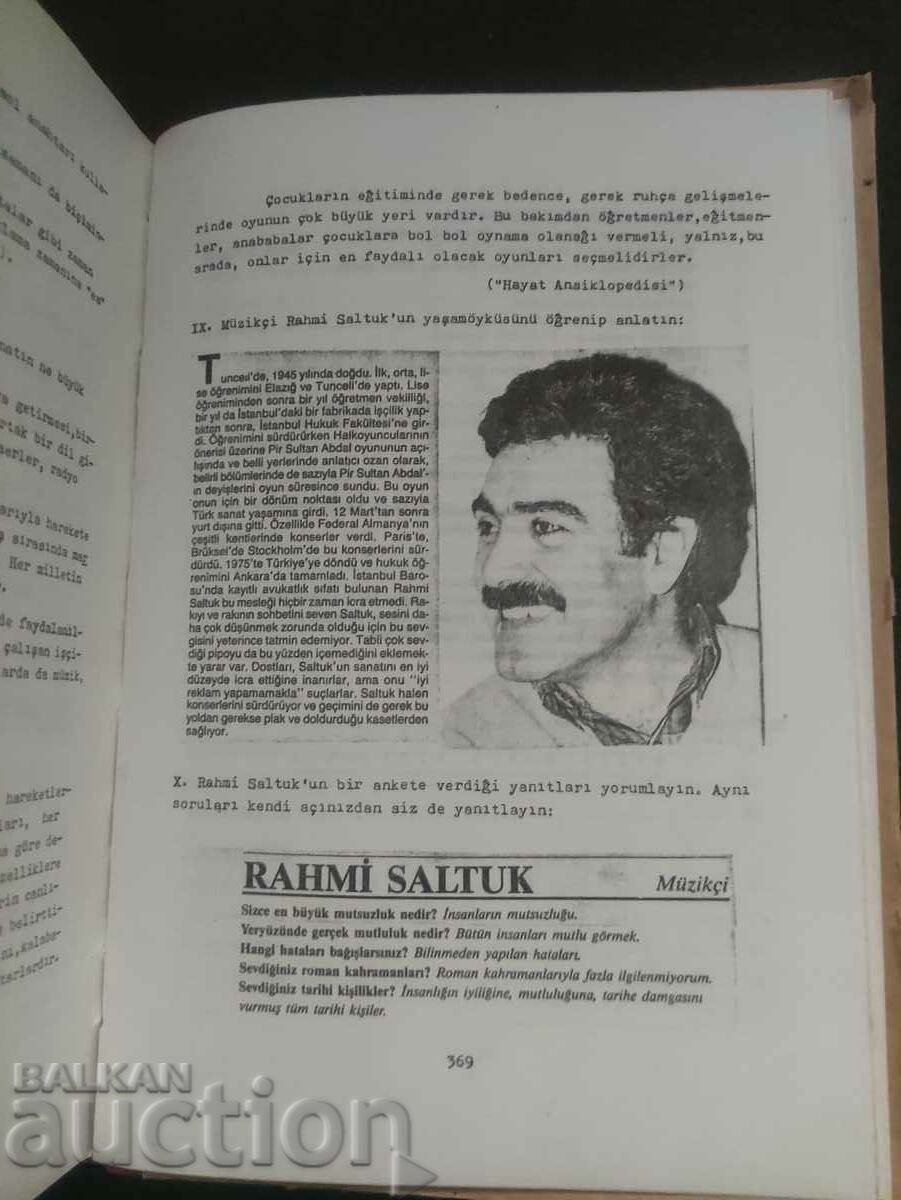 Çocukların eğitiminde gerek bedence, gerek ruhça gelişmele-
rinde oyunun çok büyük yeri vardır. Bu bakımdan öğretmenler,eğitmen-
ler, anababalar çocuklara bol bol oynama olanağı vermeli, yalnız,bu
arada, onlar için en faydalı olacak oyunları seçmelidirler.
("Hayat Ansiklopedisi")
IX. Müzikçi Rahmi Saltuk'un yaşamöyküsünü öğrenip anlatın:
Tunceli'de, 1945 yılında doğdu. İlk, orta, li-
se öğrenimini Elazığ ve Tunceli'de yaptı. Lise
öğreniminden sonra bir yıl öğretmen vekilliği,
bir yıl da İstanbul'daki bir fabrikada işçilik yap-
tıktan sonra, İstanbul Hukuk Fakültesi'ne gir-
di. Öğrenimini sürdürürken Halkoyuncularının
önerisi üzerine Pir Sultan Abdal oyununun açı-
lışında ve belli yerlerinde anlatıcı ozan olarak,
belirli bölümlerinde de sazıyla Pir Sultan Abdal'-
ın deyişlerini oyun süresince sundu. Bu oyun
onun için bir dönüm noktası oldu ve sazıyla
Türk sanat yaşamına girdi. 12 Mart'tan sonra
yurt dışına gitti. Özellikle Federal Almanya'nın
çeşitli kentlerinde konserler verdi. Paris'te,
Brüksel'de Stockholm'de bu konserlerini sür-
dürdü. 1975'te Türkiye'ye döndü ve hukuk öğ-
renimini Ankara'da tamamladı. İstanbul Baro-
su'nda kayıtlı avukatlık sıfatı bulunan Rahmi
Saltuk bu mesleği hiçbir zaman icra etmedi. Ra-
kıyı ve rakının sohbetini seven Saltuk, sesini da-
ha çok düşünmek zorunda olduğu için bu sev-
gisini yeterince tatmin edemiyor. Tabii çok sev-
diği pipoyu da bu yüzden içemediğini eklemek-
te yarar var. Dostları, Saltuk'un sanatını en iyi
düzeyde icra ettiğine inanırlar, ama onu "iyi
reklam yapamamakla" suçlarlar. Saltuk halen
konserlerini sürdürüyor ve geçimini de gerek bu
yoldan gerekse plak ve doldurduğu kasetlerden
sağlıyor.
X. Rahmi Saltuk'un bir ankete verdiği yanıtları yorumlayın. Aynı
soruları kendi açınızdan siz de yanıtlayın:
RAHMİ SALTUK Müzikçi
Sizce en büyük mutsuzluk nedir? İnsanların mutsuzluğu.
Yeryüzünde gerçek mutluluk nedir? Bütün insanları mutlu görmek.
Hangi hataları bağışlarsınız? Bilinmeden yapılan hataları.
Sevdiğiniz roman kahramanları? Roman kahramanlarıyla fazla ilgilenmiyorum.
Sevdiğiniz tarihi kişilikler? İnsanlığın iyiliğine, mutluluğuna, tarihe damgasını
vurmuş tüm tarihi kişiler.
369
BALKAN
auction